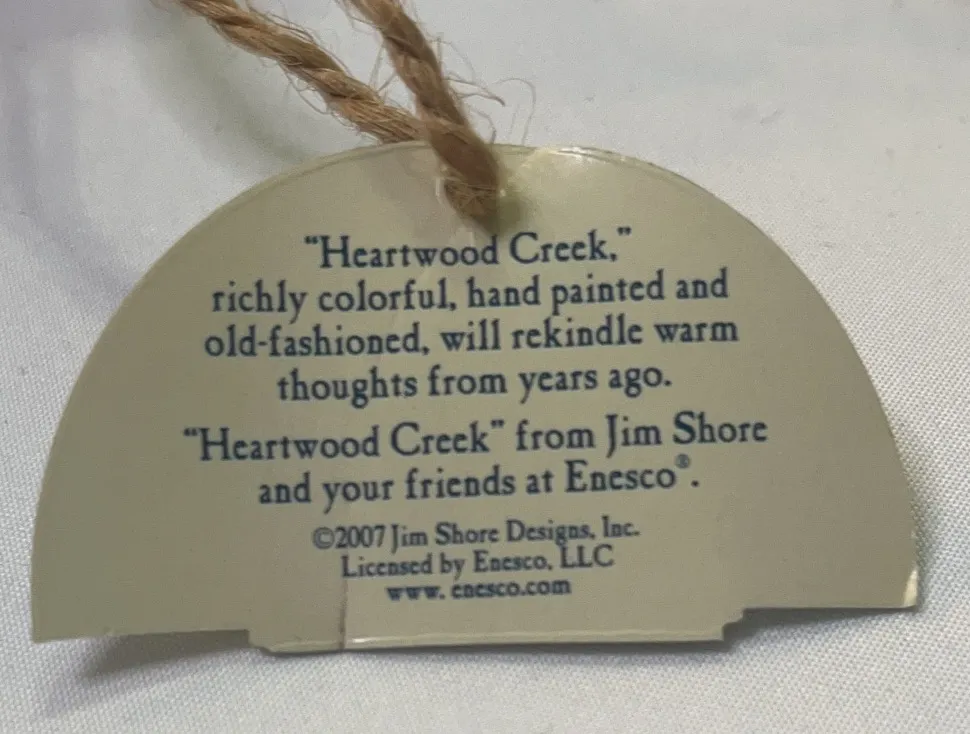 "Heartwood Creek,"
richly colorful, hand painted and
old-fashioned, will rekindle warm
thoughts from years ago.
"Heartwood Creek" from Jim Shore
and your friends at Enesco®.
©2007 Jim Shore Designs, Inc.
Licensed by Enesco, LLC
www. enesco.com